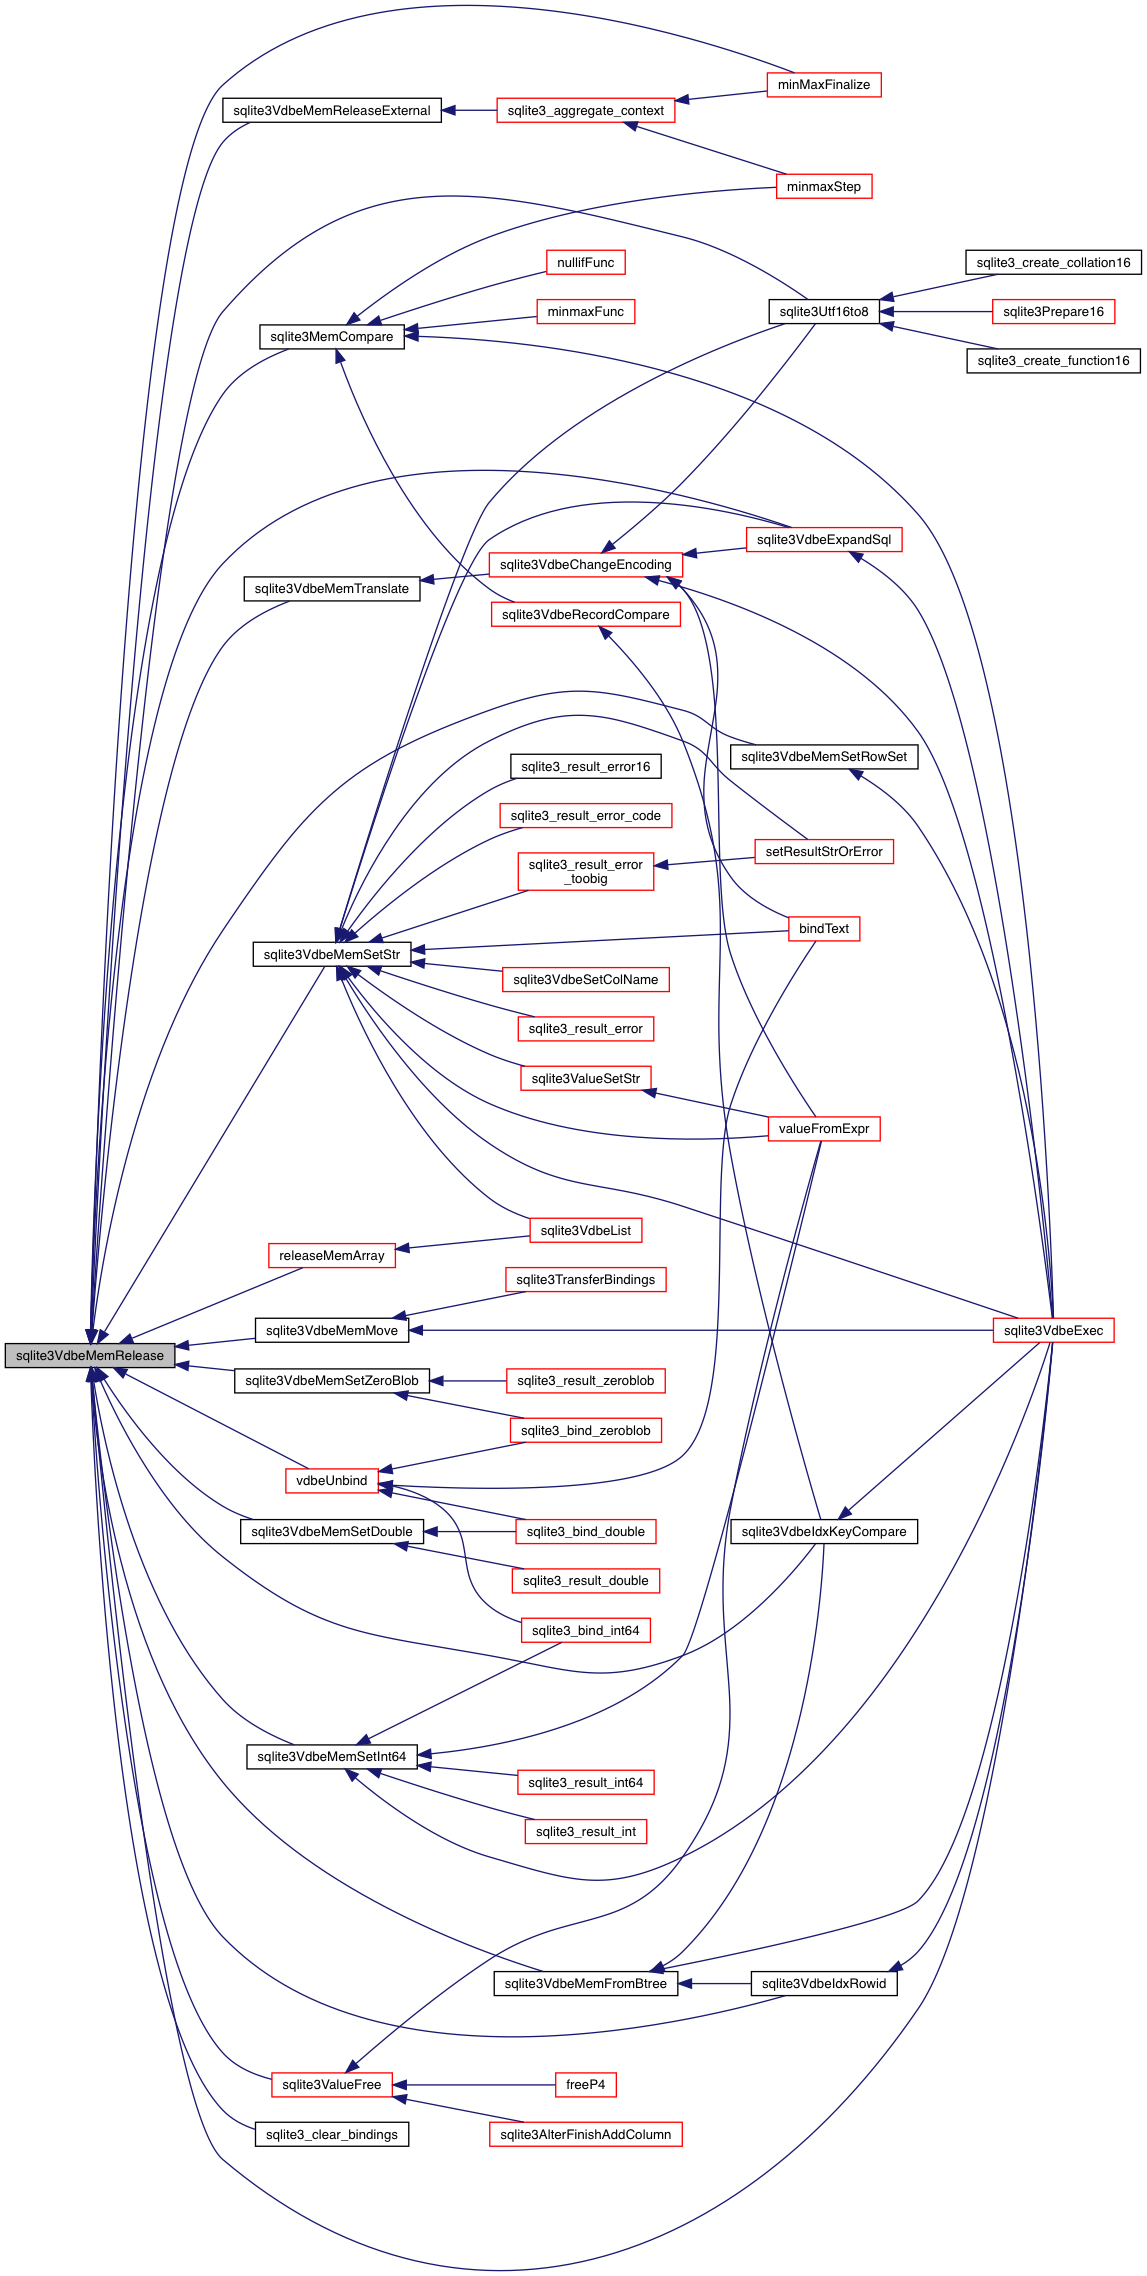 minMaxFinalize
sqlite3VdbeMemReleaseExternal
sqlite3_aggregate_context
minmaxStep
nullifFunc
sqlite3_create_collation16
minmaxFunc
sqlite3Utf16to8
sqlite3Prepare16
sqlite3MemCompare
sqlite3_create_function16
sqlite3VdbeExpandSql
sqlite3VdbeChangeEncoding
sqlite3VdbeMemTranslate
sqlite3VdbeRecordCompare
sqlite3VdbeMemSetRowSet
sqlite3_result_error16
sqlite3_result_error_code
setResultStrOrError
sqlite3_result_error
_toobig
bindText
sqlite3VdbeMemSetStr
sqlite3VdbeSetColName
sqlite3_result_error
sqlite3ValueSetStr
valueFromExpr
sqlite3VdbeList
releaseMemArray
sqlite3TransferBindings
sqlite3VdbeMemMove
sqlite3VdbeExec
sqlite3VdbeMemRelease
sqlite3VdbeMemSetZeroBlob
sqlite3_result_zeroblob
sqlite3_bind_zeroblob
vdbeUnbind
sqlite3VdbeMemSetDouble
sqlite3_bind_double
sqlite3VdbeIdxKeyCompare
sqlite3_result_double
sqlite3_bind_int64
sqlite3VdbeMemSetInt64
sqlite3_result_int64
sqlite3_result_int
sqlite3VdbeMemFromBtree
sqlite3VdbeIdxRowid
sqlite3ValueFree
freeP4
sqlite3_clear_bindings
sqlite3AlterFinishAddColumn